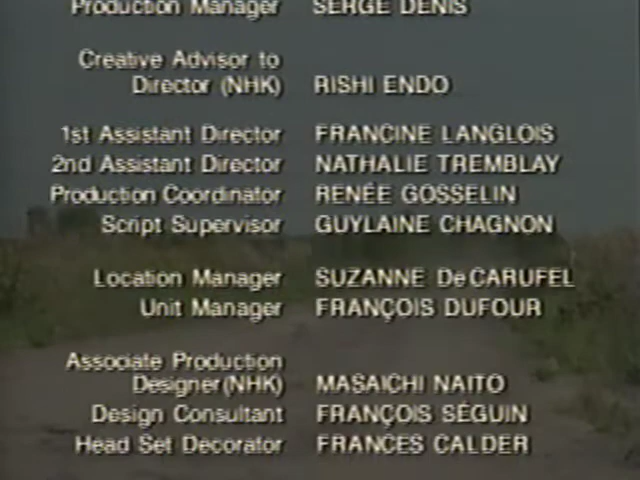 Production Manager SERGE DENIS
Creative Advisor to
Director (NHK) RISHI ENDO
1st Assistant Director FRANCINE LANGLOIS
2nd Assistant Director NATHALIE TREMBLAY
Production Coordinator RENÉE GOSSELIN
Script Supervisor GUYLAINE CHAGNON
Location Manager SUZANNE De CARUFEL
Unit Manager FRANÇOIS DUFOUR
Associate Production
Designer (NHK) MASAICHI NAITO
Design Consultant FRANÇOIS SÉGUIN
Head Set Decorator FRANCES CALDER